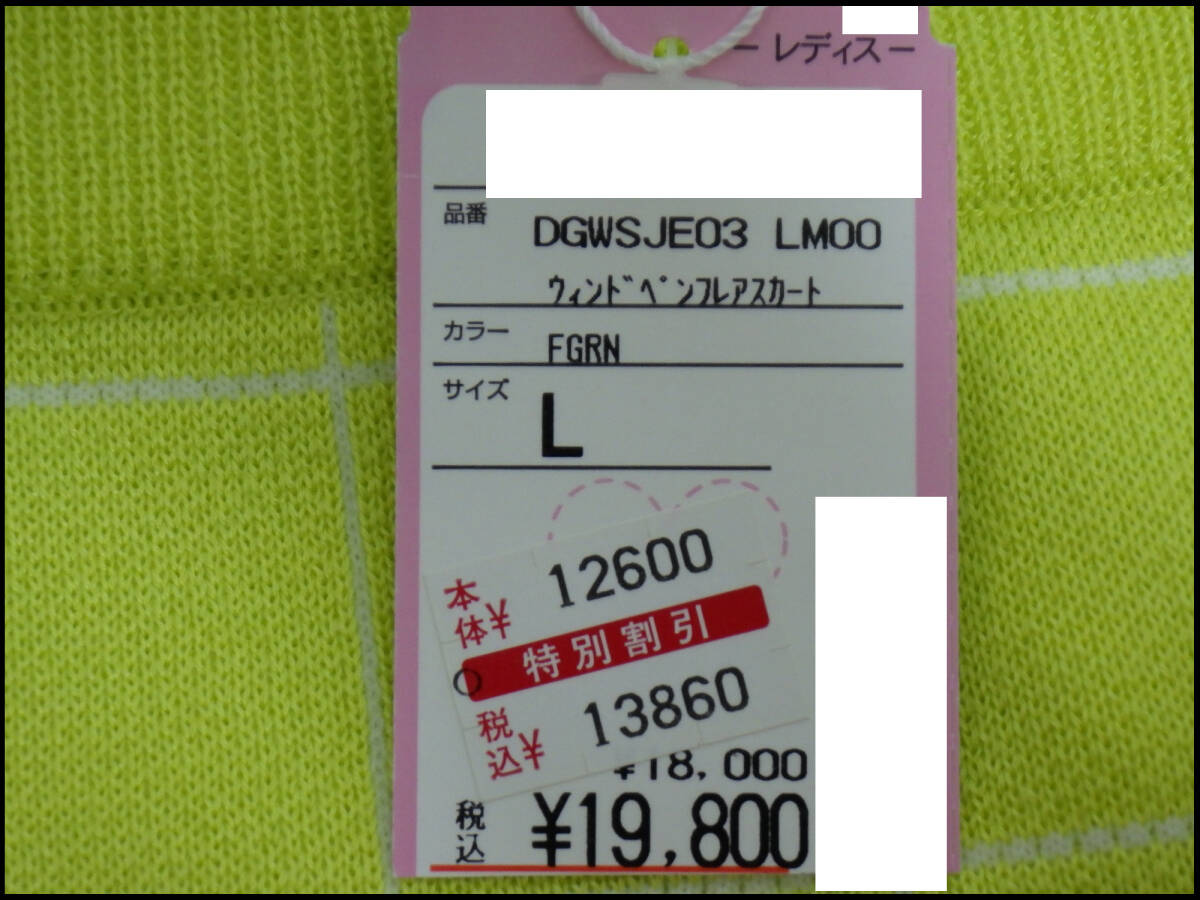 ー レディス ー
品番 DGWSJE03 LM00
ウィンドペンフレアスカート
カラー FGRN
サイズ L
本体¥ 12600
特別割引
税込¥ 13860
¥18,000
税込 ¥19,800